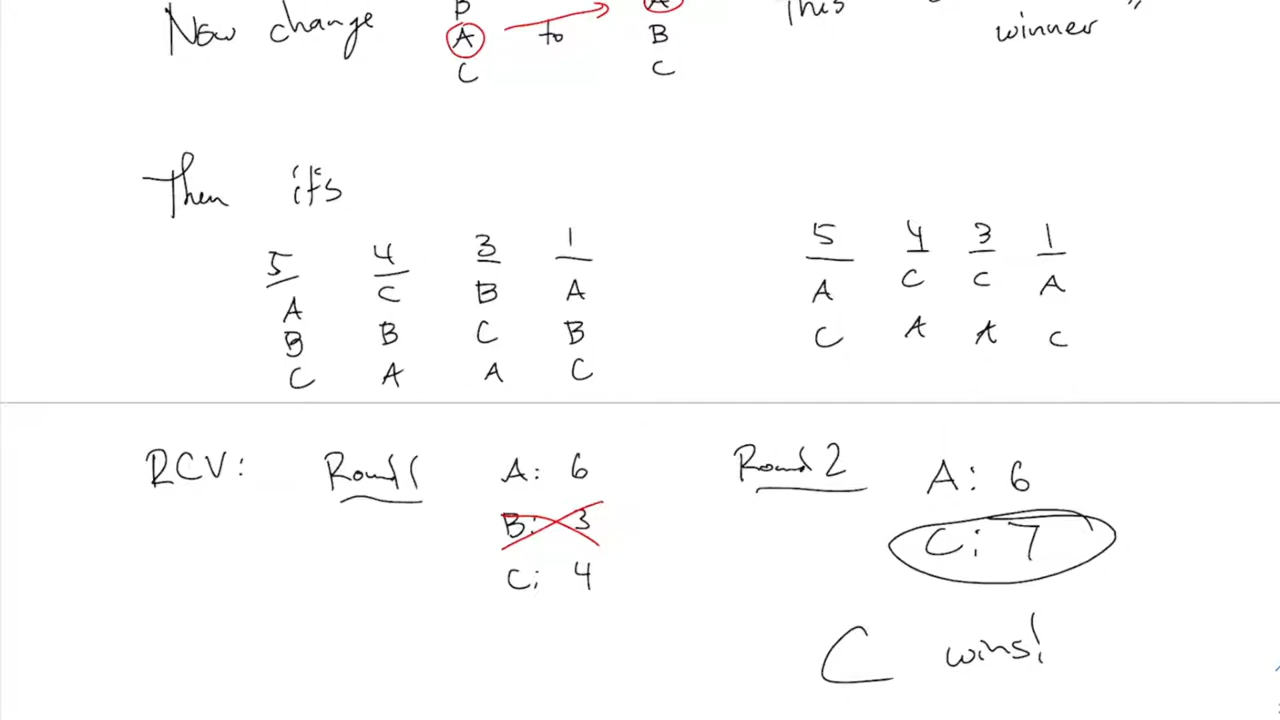 Now change B to A This
A B winner "
C C
Then it's
5 4 3 1
A C B A
B B C B
C A A C
5 4 3 1
A C C A
C A A C
RCV: Round 1 A: 6
B: 3
C: 4
Round 2 A: 6
C: 7
C wins!